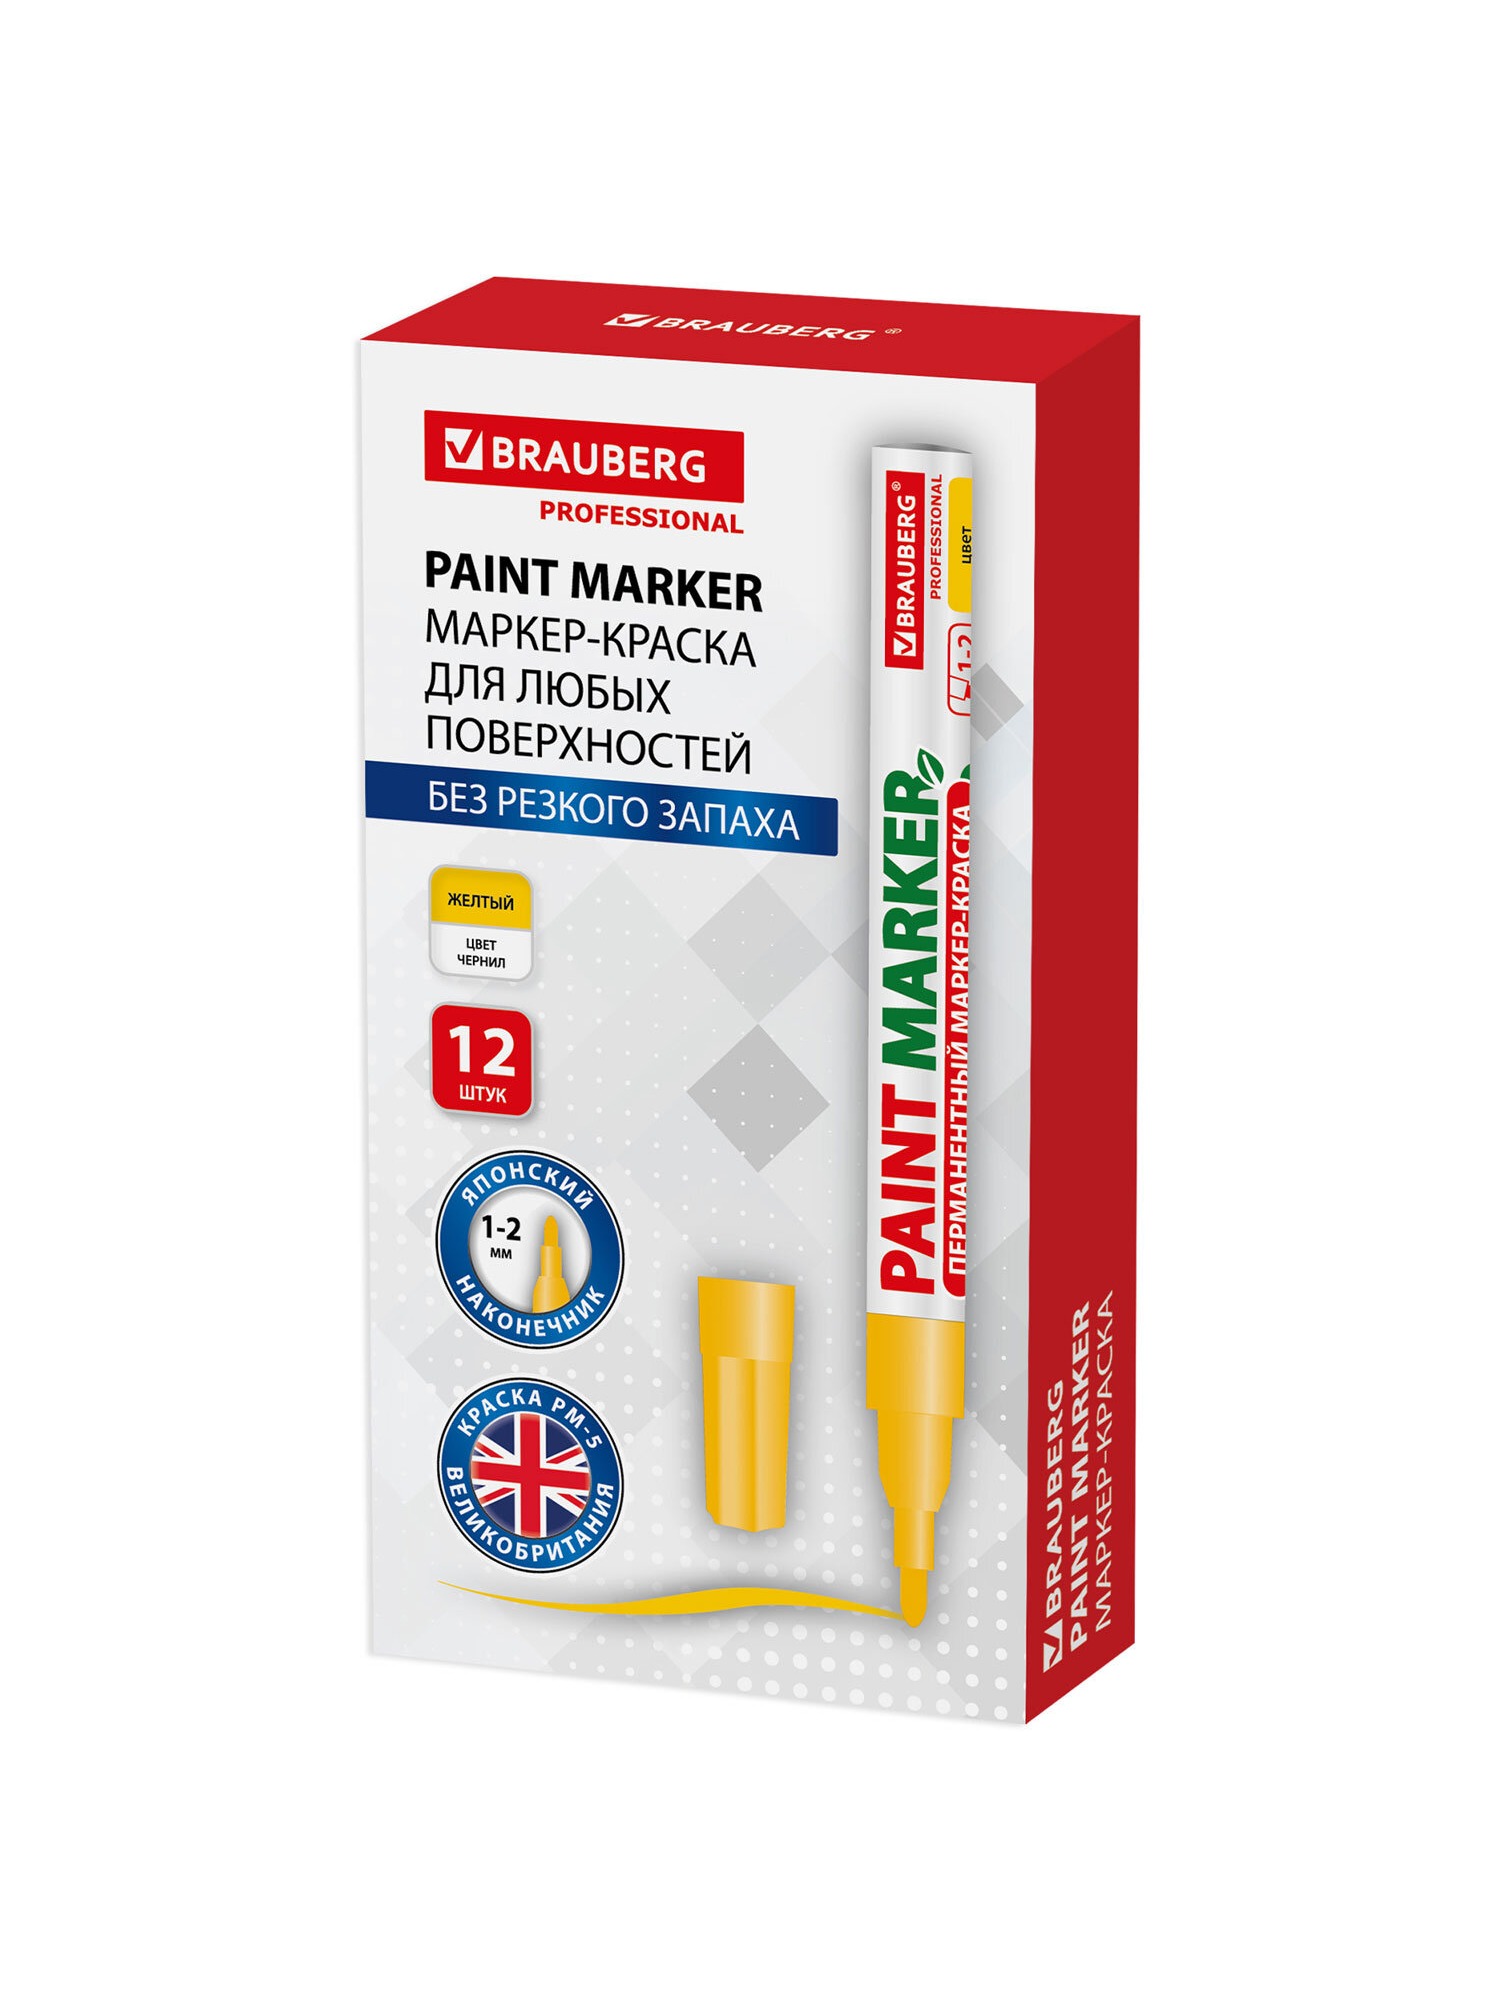 BRAUBERG ®
BRAUBERG
PROFESSIONAL
PAINT MARKER
МАРКЕР-КРАСКА
ДЛЯ ЛЮБЫХ
ПОВЕРХНОСТЕЙ
БЕЗ РЕЗКОГО ЗАПАХА
ЖЕЛТЫЙ
ЦВЕТ
ЧЕРНИЛ
12
ШТУК
ЯПОНСКИЙ
1-2
мм
НАКОНЕЧНИК
КРАСКА PM-5
ВЕЛИКОБРИТАНИЯ
BRAUBERG®
PROFESSIONAL
цвет
1-2
PAINT MARKER
ПЕРМАНЕНТНЫЙ МАРКЕР-КРАСКА
BRAUBERG
PAINT MARKER
МАРКЕР-КРАСКА